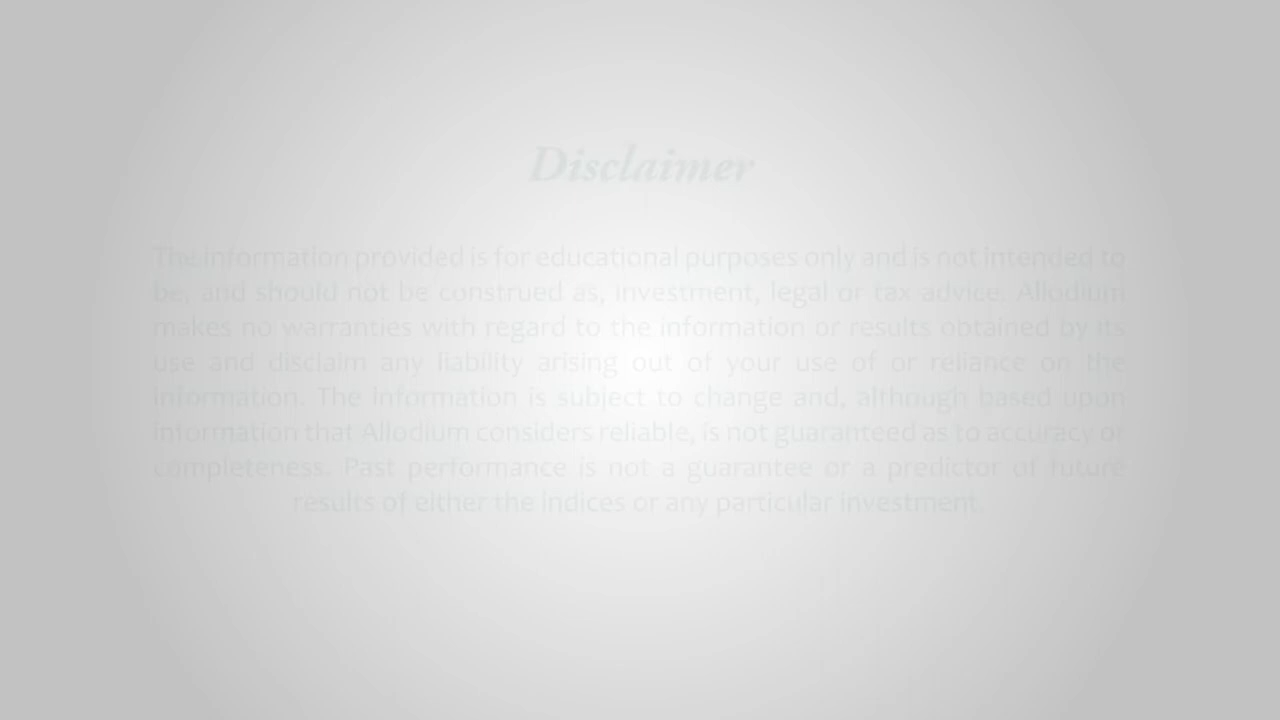 Disclaimer
The information provided is for educational purposes only and is not intended to
be, and should not be construed as, investment, legal or tax advice. Allodium
makes no warranties with regard to the information or results obtained by its
use and disclaim any liability arising out of your use of or reliance on the
information. The information is subject to change and, although based upon
information that Allodium considers reliable, is not guaranteed as to accuracy or
completeness. Past performance is not a guarantee or a predictor of future
results of either the indices or any particular investment.